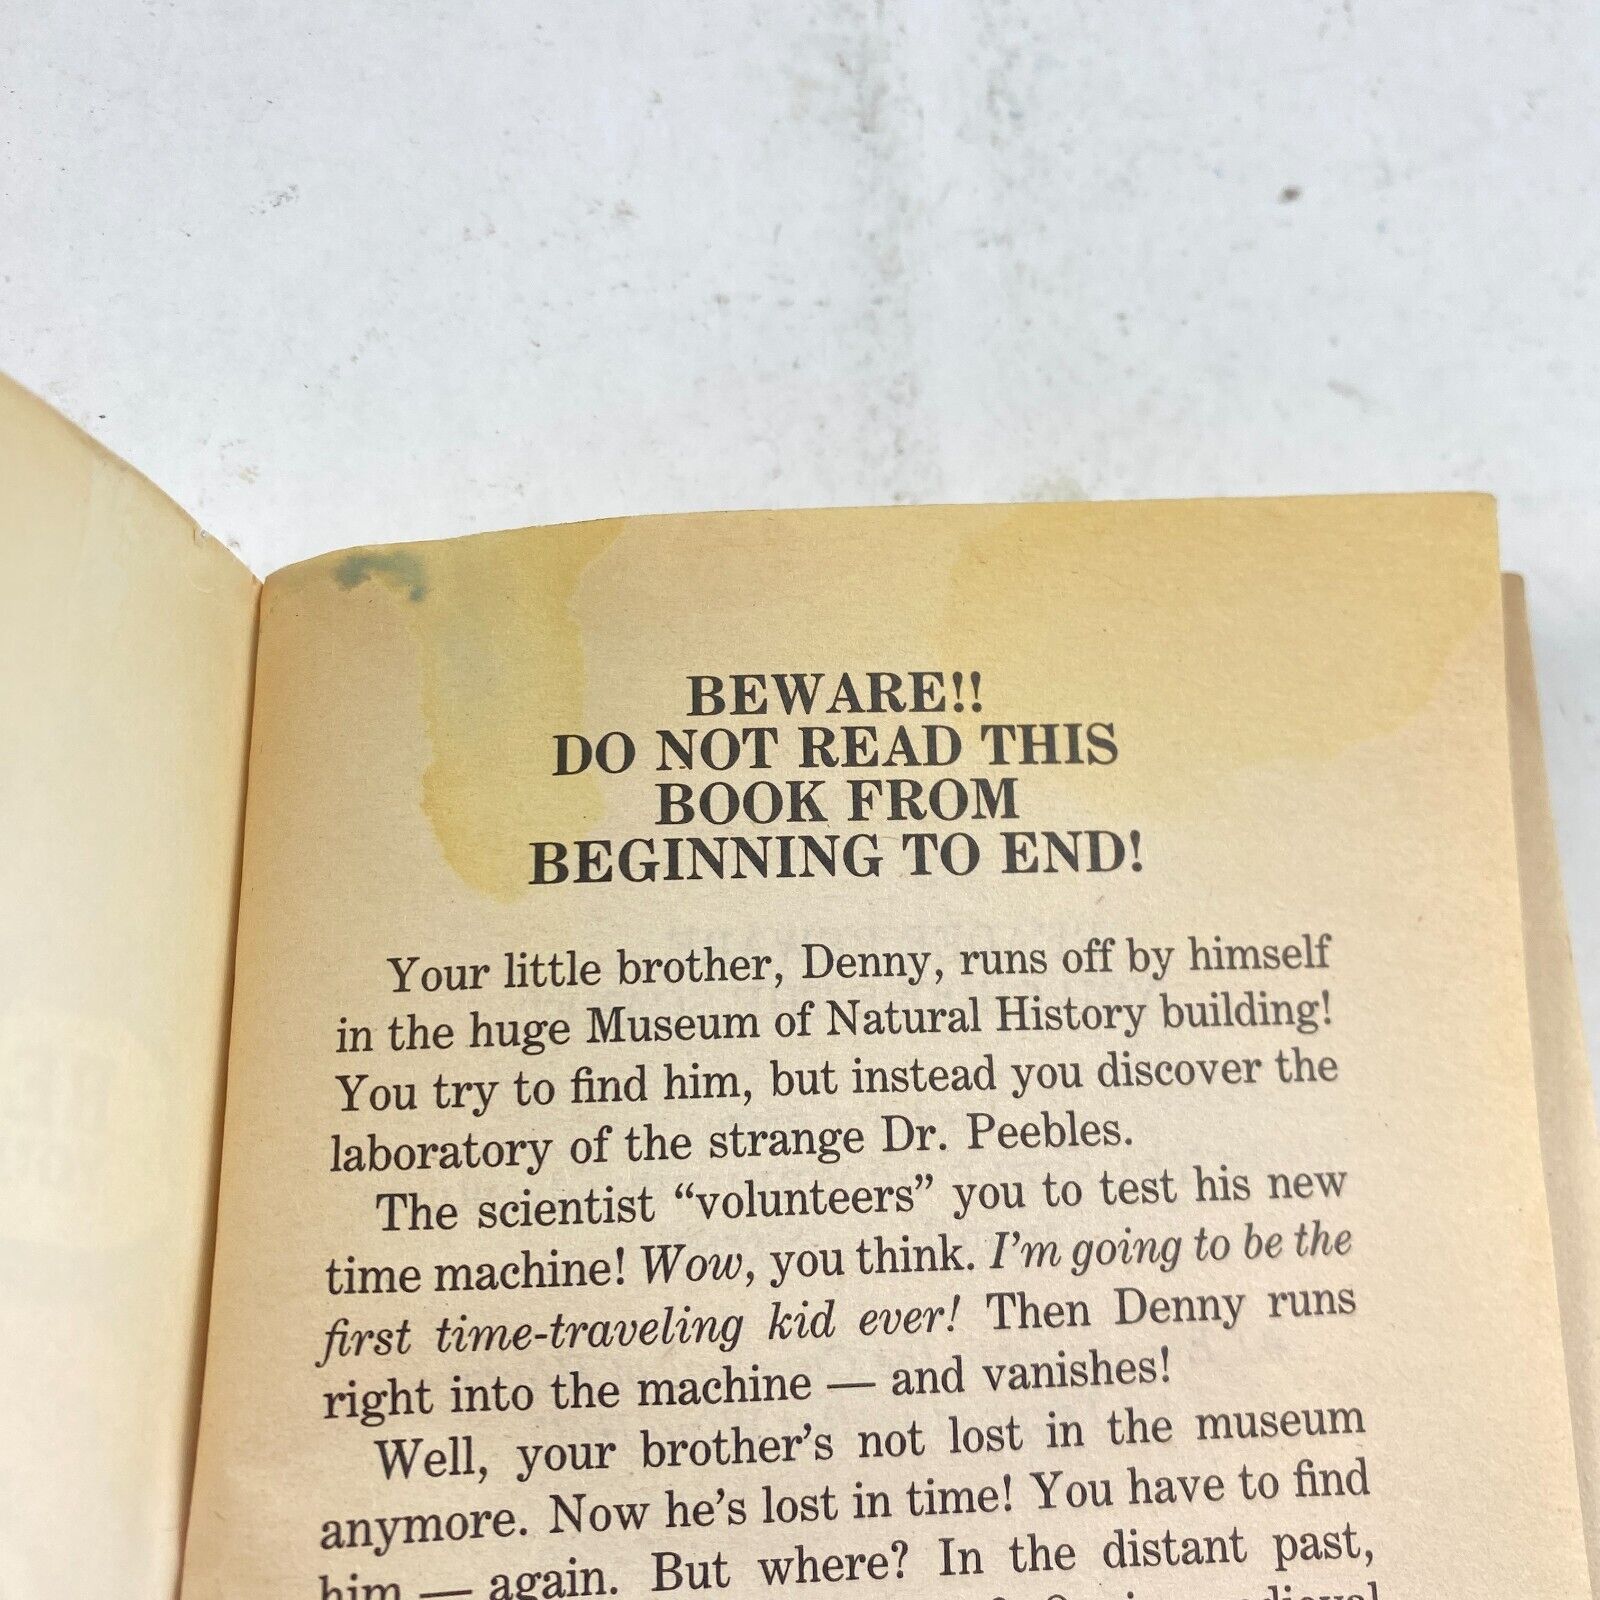 BEWARE!!
DO NOT READ THIS
BOOK FROM
BEGINNING TO END!
Your little brother, Denny, runs off by himself
in the huge Museum of Natural History building!
You try to find him, but instead you discover the
laboratory of the strange Dr. Peebles.
The scientist “volunteers” you to test his new
time machine! Wow, you think. I’m going to be the
first time-traveling kid ever! Then Denny runs
right into the machine — and vanishes!
Well, your brother’s not lost in the museum
anymore. Now he’s lost in time! You have to find
him — again. But where? In the distant past,